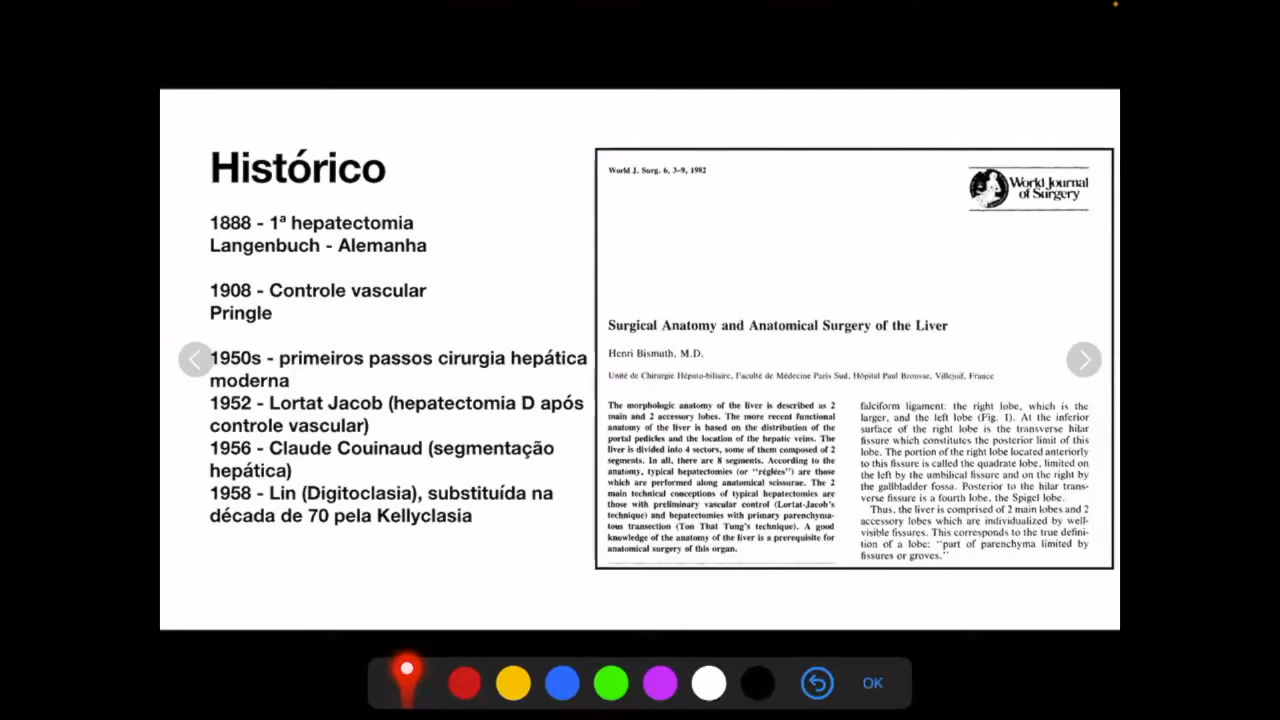 Histórico
1888 - 1ª hepatectomia
Langenbuch - Alemanha
1908 - Controle vascular
Pringle
1950s - primeiros passos cirurgia hepática
moderna
1952 - Lortat Jacob (hepatectomia D após
controle vascular)
1956 - Claude Couinaud (segmentação
hepática)
1958 - Lin (Digitoclasia), substituída na
década de 70 pela Kellyclasia
World J. Surg. 6, 3–9, 1982
World Journal
of Surgery
Surgical Anatomy and Anatomical Surgery of the Liver
Henri Bismuth, M.D.
Unité de Chirurgie Hépato-biliaire, Faculté de Médecine Paris Sud, Hôpital Paul Brousse, Villejuif, France
The morphologic anatomy of the liver is described as 2
main and 2 accessory lobes. The more recent functional
anatomy of the liver is based on the distribution of the
portal pedicles and the location of the hepatic veins. The
liver is divided into 4 sectors, some of them composed of 2
segments. In all, there are 8 segments. According to the
anatomy, typical hepatectomies (or "réglées") are those
which are performed along anatomical scissurae. The 2
main technical conceptions of typical hepatectomies are
those with preliminary vascular control (Lortat-Jacob's
technique) and hepatectomies with primary parenchyma-
tous transection (Ton That Tung's technique). A good
knowledge of the anatomy of the liver is a prerequisite for
anatomical surgery of this organ.
falciform ligament: the right lobe, which is the
larger, and the left lobe (Fig. 1). At the inferior
surface of the right lobe is the transverse hilar
fissure which constitutes the posterior limit of this
lobe. The portion of the right lobe located anteriorly
to this fissure is called the quadrate lobe, limited on
the left by the umbilical fissure and on the right by
the gallbladder fossa. Posterior to the hilar trans-
verse fissure is a fourth lobe, the Spigel lobe.
Thus, the liver is comprised of 2 main lobes and 2
accessory lobes which are individualized by well-
visible fissures. This corresponds to the true defini-
tion of a lobe: "part of parenchyma limited by
fissures or groves."
OK